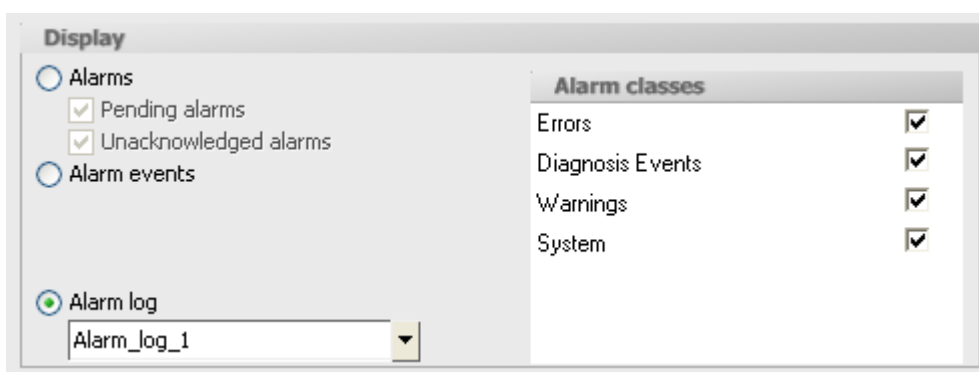 Display
Alarms
Pending alarms
Unacknowledged alarms
Alarm events
Alarm log
Alarm_log_1
Alarm classes
Errors
Diagnosis Events
Warnings
System